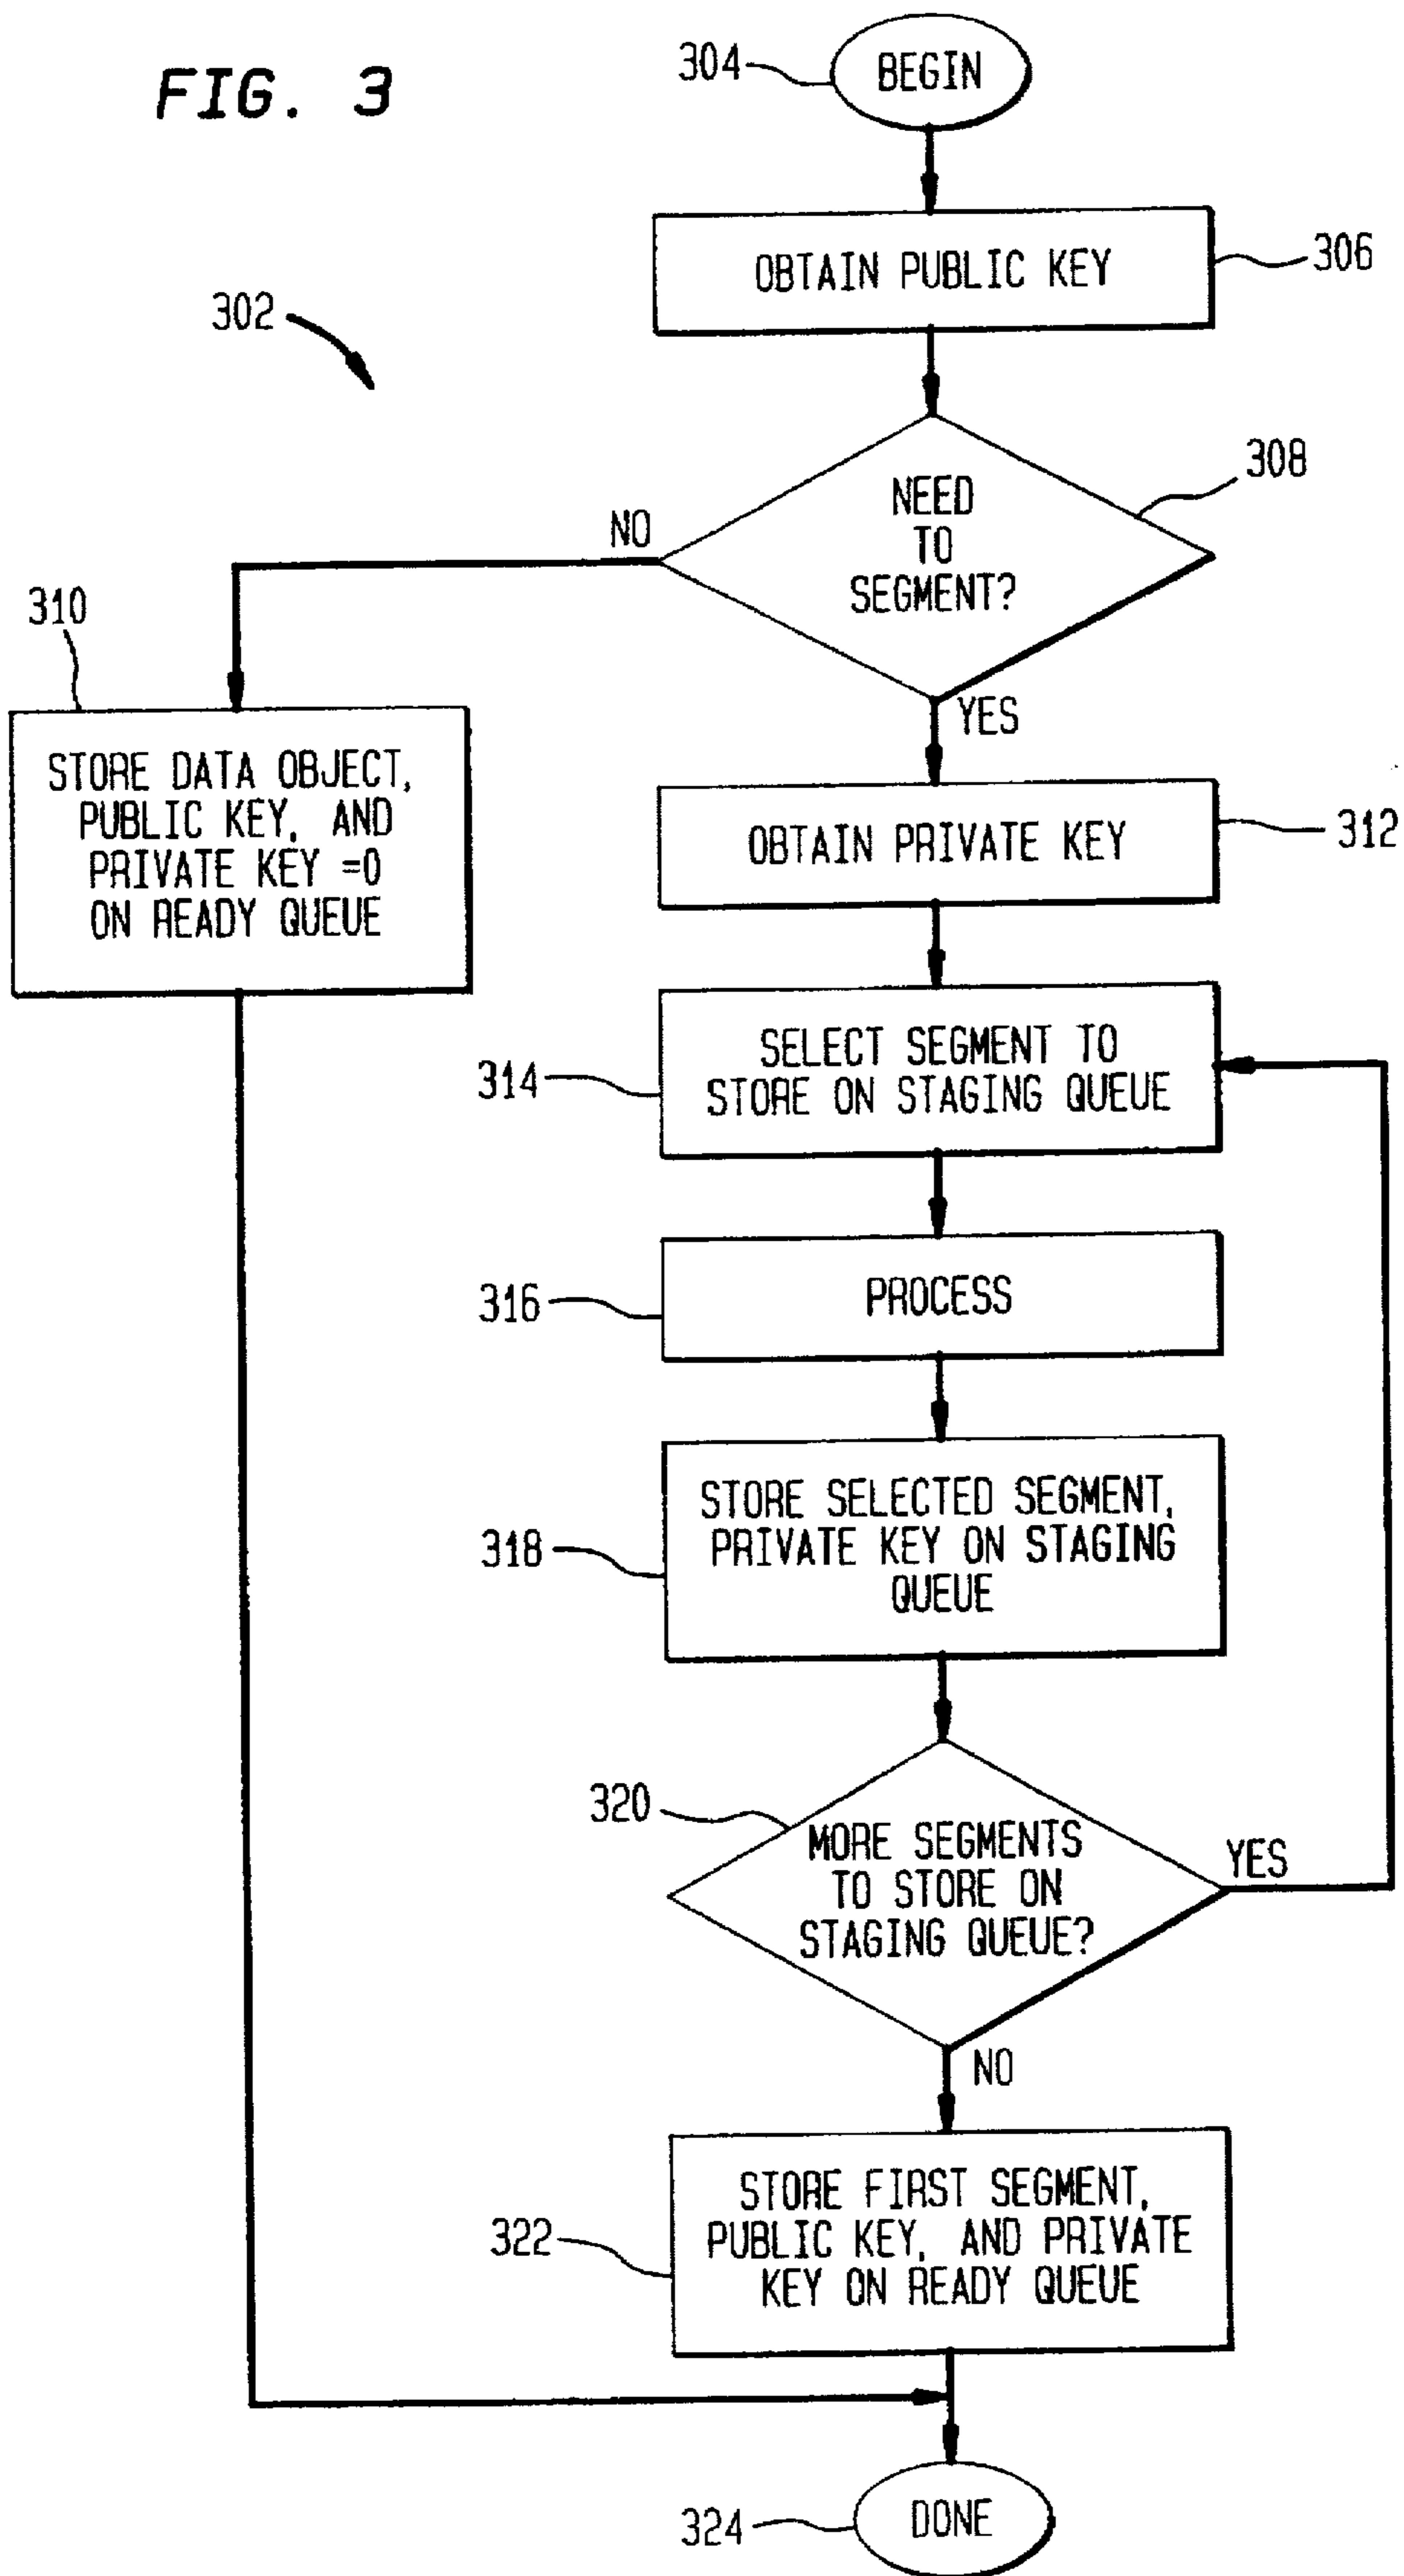 FIG. 3
304
BEGIN
OBTAIN PUBLIC KEY
306
302
308
NEED
TO
SEGMENT?
NO
YES
310
STORE DATA OBJECT,
PUBLIC KEY, AND
PRIVATE KEY =0
ON READY QUEUE
OBTAIN PRIVATE KEY
312
314
SELECT SEGMENT TO
STORE ON STAGING QUEUE
316
PROCESS
318
STORE SELECTED SEGMENT,
PRIVATE KEY ON STAGING
QUEUE
320
MORE SEGMENTS
TO STORE ON
STAGING QUEUE?
YES
NO
322
STORE FIRST SEGMENT,
PUBLIC KEY, AND PRIVATE
KEY ON READY QUEUE
324
DONE